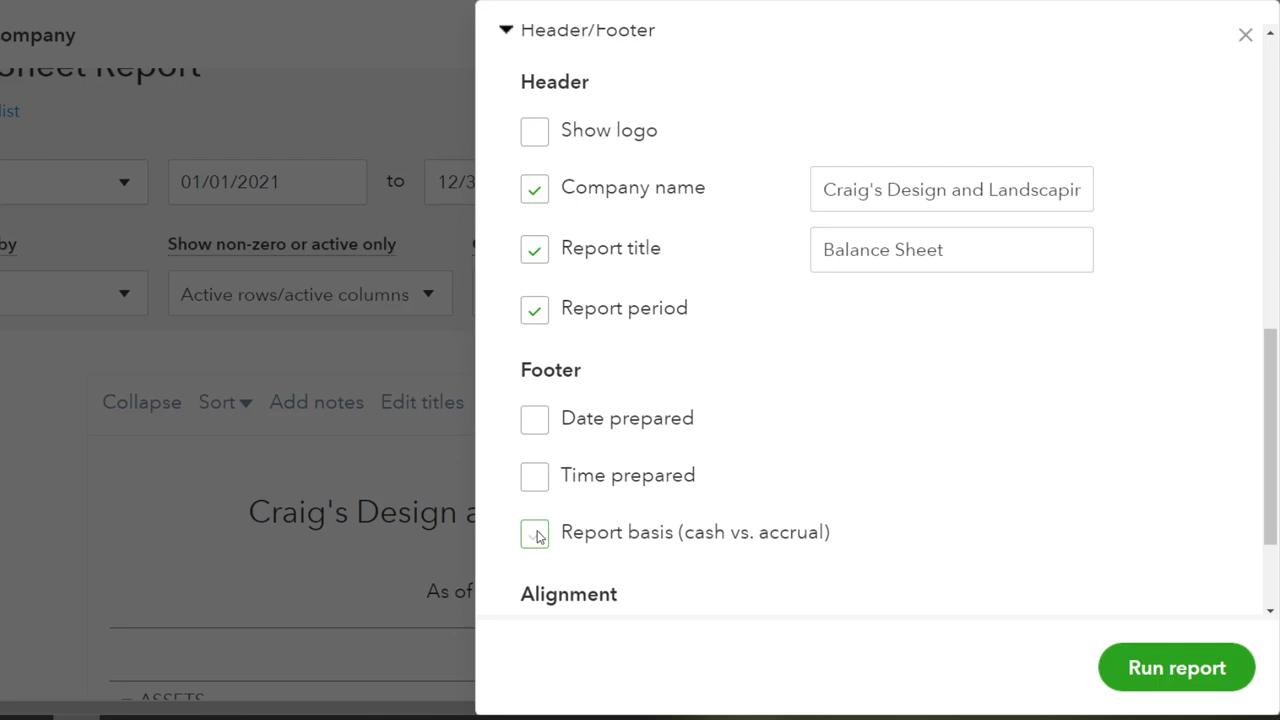 ompany
Sheet Report
list
01/01/2021 to 12/3
by Show non-zero or active only
Active rows/active columns
Collapse Sort Add notes Edit titles
Craig's Design a
As of
ASSETS
Header/Footer
Header
Show logo
Company name Craig's Design and Landscapin
Report title Balance Sheet
Report period
Footer
Date prepared
Time prepared
Report basis (cash vs. accrual)
Alignment
Run report